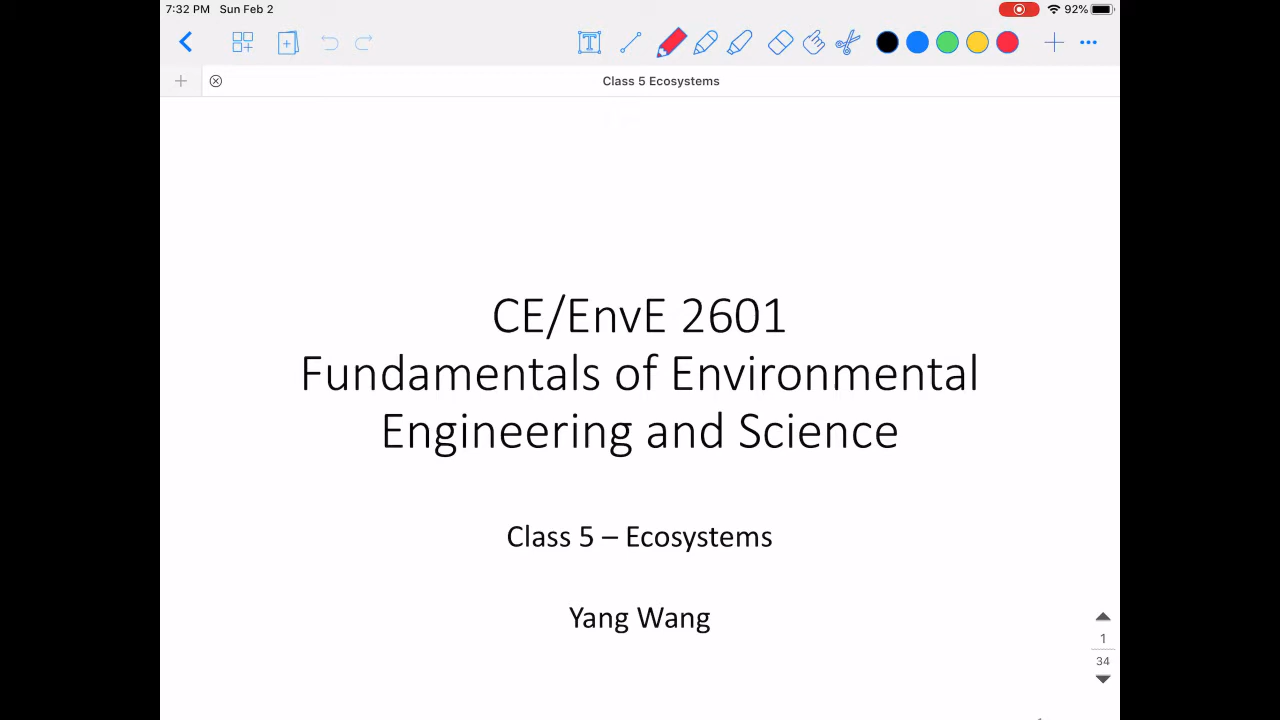 7:32 PM Sun Feb 2
92%
T
Class 5 Ecosystems
CE/EnvE 2601
Fundamentals of Environmental
Engineering and Science
Class 5 – Ecosystems
Yang Wang
1
34